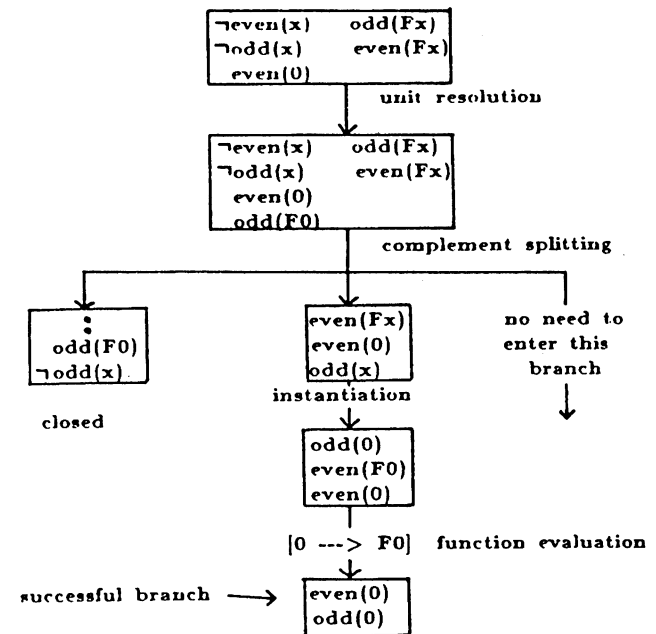 ¬even(x) odd(Fx)
¬odd(x) even(Fx)
even(0)
unit resolution
¬even(x) odd(Fx)
¬odd(x) even(Fx)
even(0)
odd(F0)
complement splitting
odd(F0)
¬odd(x)
closed
even(Fx)
even(0)
odd(x)
no need to
enter this
branch
instantiation
odd(0)
even(F0)
even(0)
[0 ---> F0] function evaluation
successful branch
even(0)
odd(0)